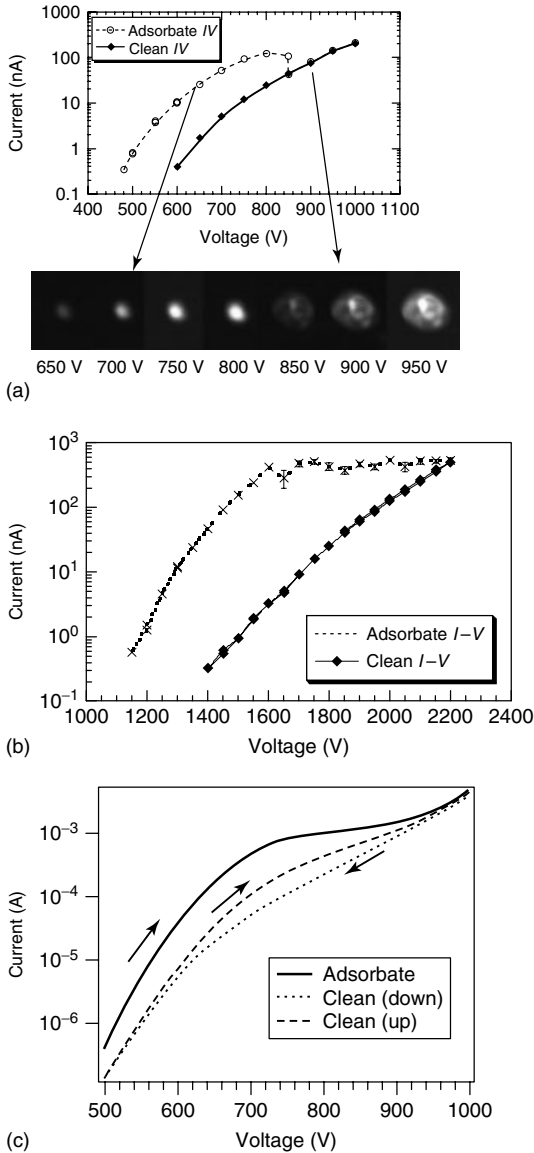 Adsorbate IV
Clean IV
Current (nA)
1000
100
10
1
0.1
400 500 600 700 800 900 1000 1100
Voltage (V)
650 V 700 V 750 V 800 V 850 V 900 V 950 V
(a)
Current (nA)
10³
10²
10¹
10⁰
10⁻¹
Adsorbate I–V
Clean I–V
1000 1200 1400 1600 1800 2000 2200 2400
Voltage (V)
(b)
Current (A)
10⁻³
10⁻⁴
10⁻⁵
10⁻⁶
Adsorbate
Clean (down)
Clean (up)
500 600 700 800 900 1000
Voltage (V)
(c)